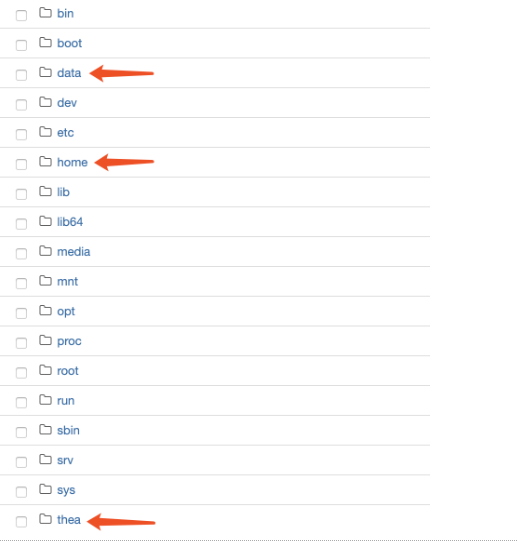 bin
boot
data
dev
etc
home
lib
lib64
media
mnt
opt
proc
root
run
sbin
srv
sys
thea